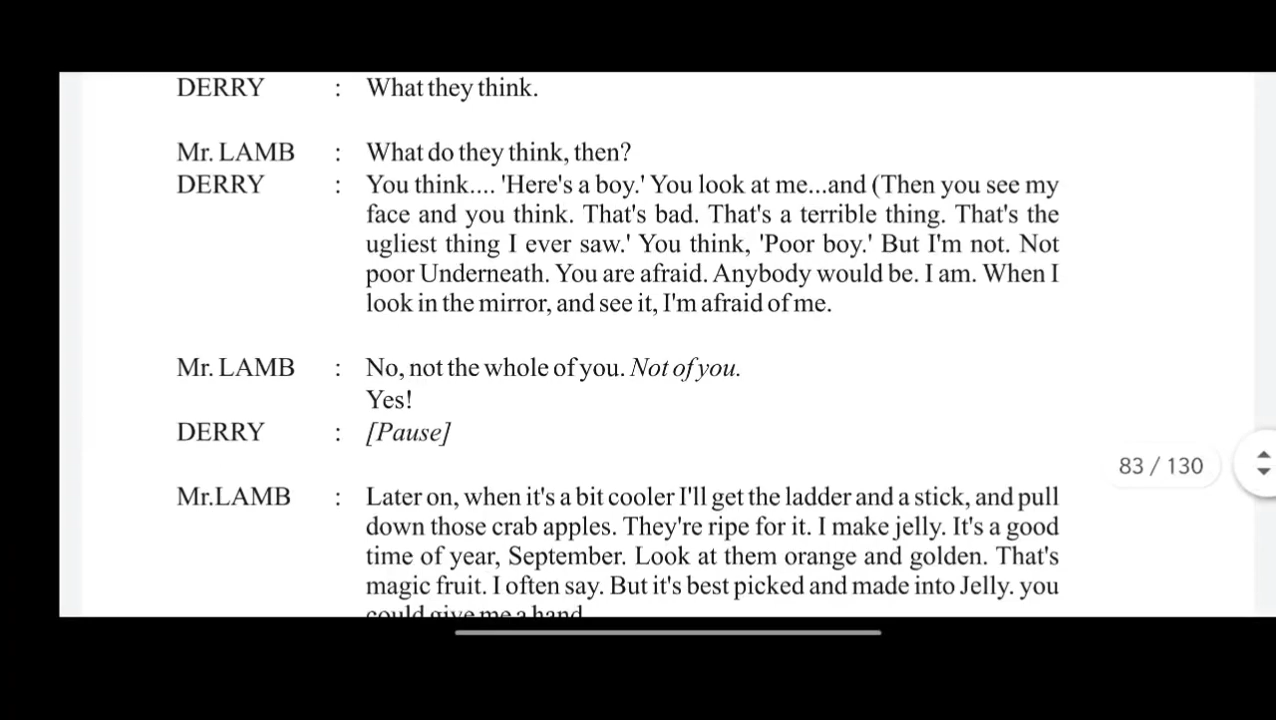 DERRY : What they think.
Mr. LAMB : What do they think, then?
DERRY : You think.... 'Here's a boy.' You look at me...and (Then you see my
face and you think. That's bad. That's a terrible thing. That's the
ugliest thing I ever saw.' You think, 'Poor boy.' But I'm not. Not
poor Underneath. You are afraid. Anybody would be. I am. When I
look in the mirror, and see it, I'm afraid of me.
Mr. LAMB : No, not the whole of you. Not of you.
Yes!
DERRY : [Pause]
83 / 130
Mr.LAMB : Later on, when it's a bit cooler I'll get the ladder and a stick, and pull
down those crab apples. They're ripe for it. I make jelly. It's a good
time of year, September. Look at them orange and golden. That's
magic fruit. I often say. But it's best picked and made into Jelly. you
could give me a hand